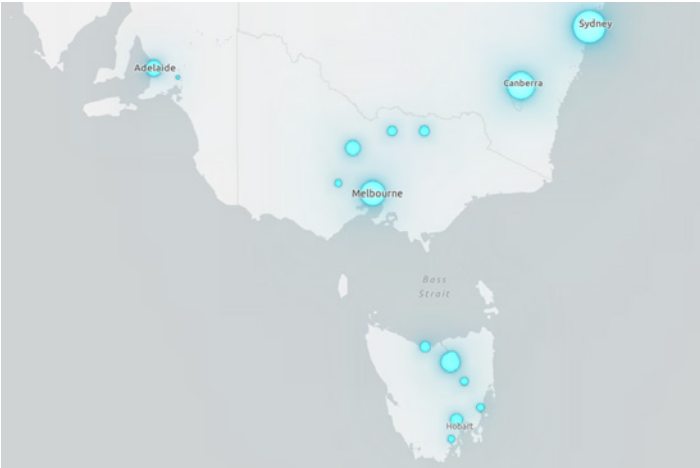 Sydney
Adelaide
Canberra
Melbourne
Bass
Strait
Hobart